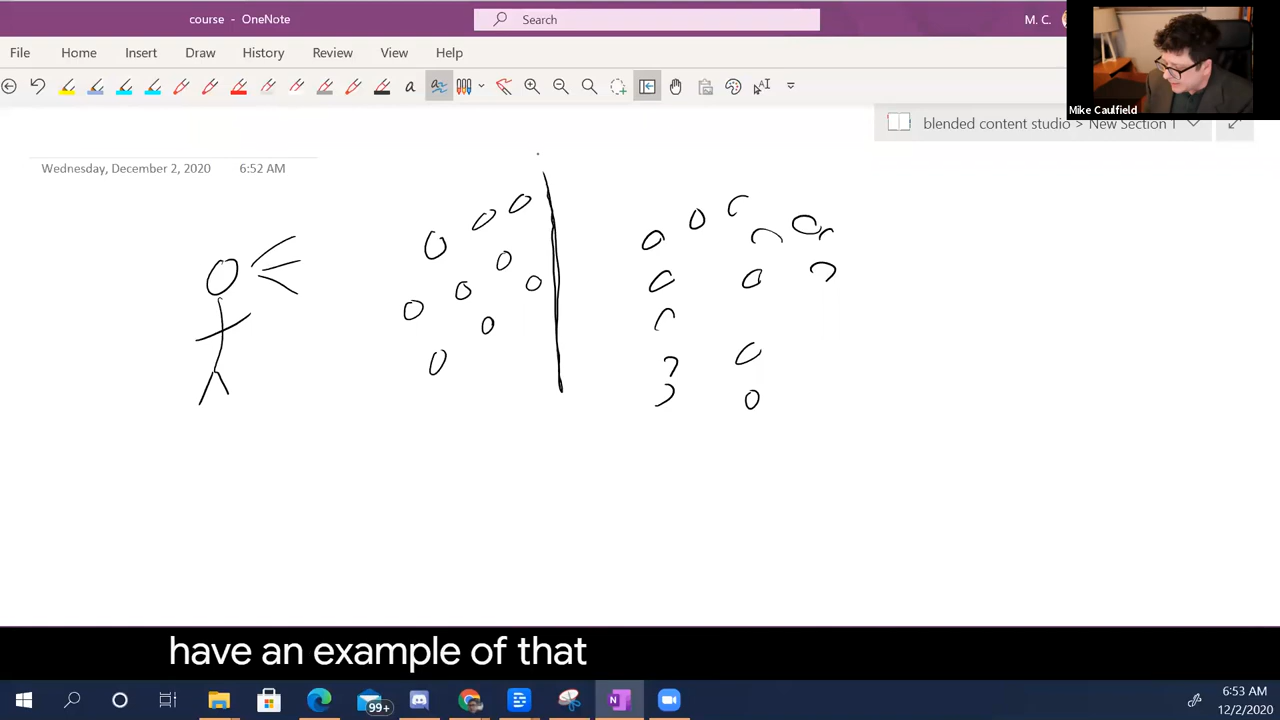 course - OneNote
Search
M. C.
File Home Insert Draw History Review View Help
Mike Caulfield
blended content studio > New Section 1
Wednesday, December 2, 2020 6:52 AM
have an example of that
99+
6:53 AM
12/2/2020